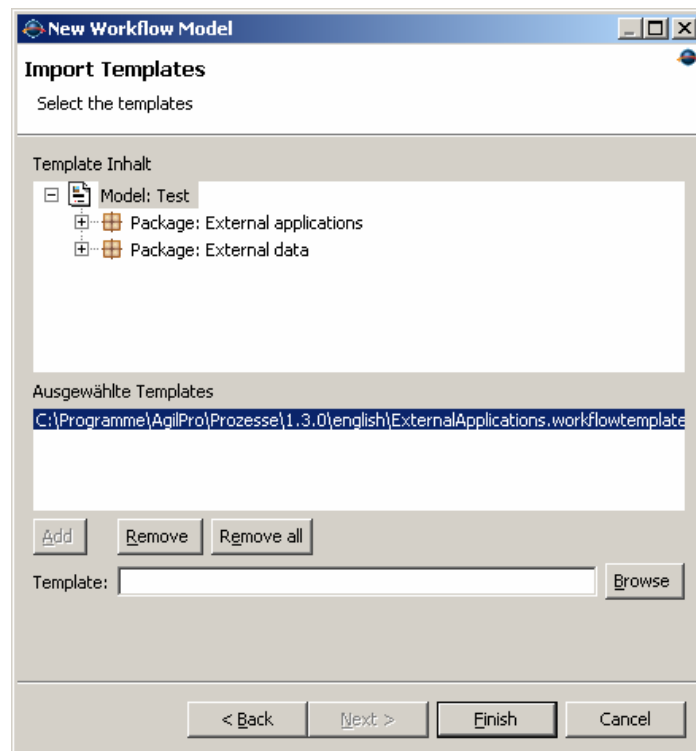 New Workflow Model
Import Templates
Select the templates
Template Inhalt
Model: Test
Package: External applications
Package: External data
Ausgewählte Templates
C:\Programme\AgilPro\Prozesse\1.3.0\english\ExternalApplications.workflowtemplate
Add Remove Remove all
Template: Browse
< Back Next > Finish Cancel